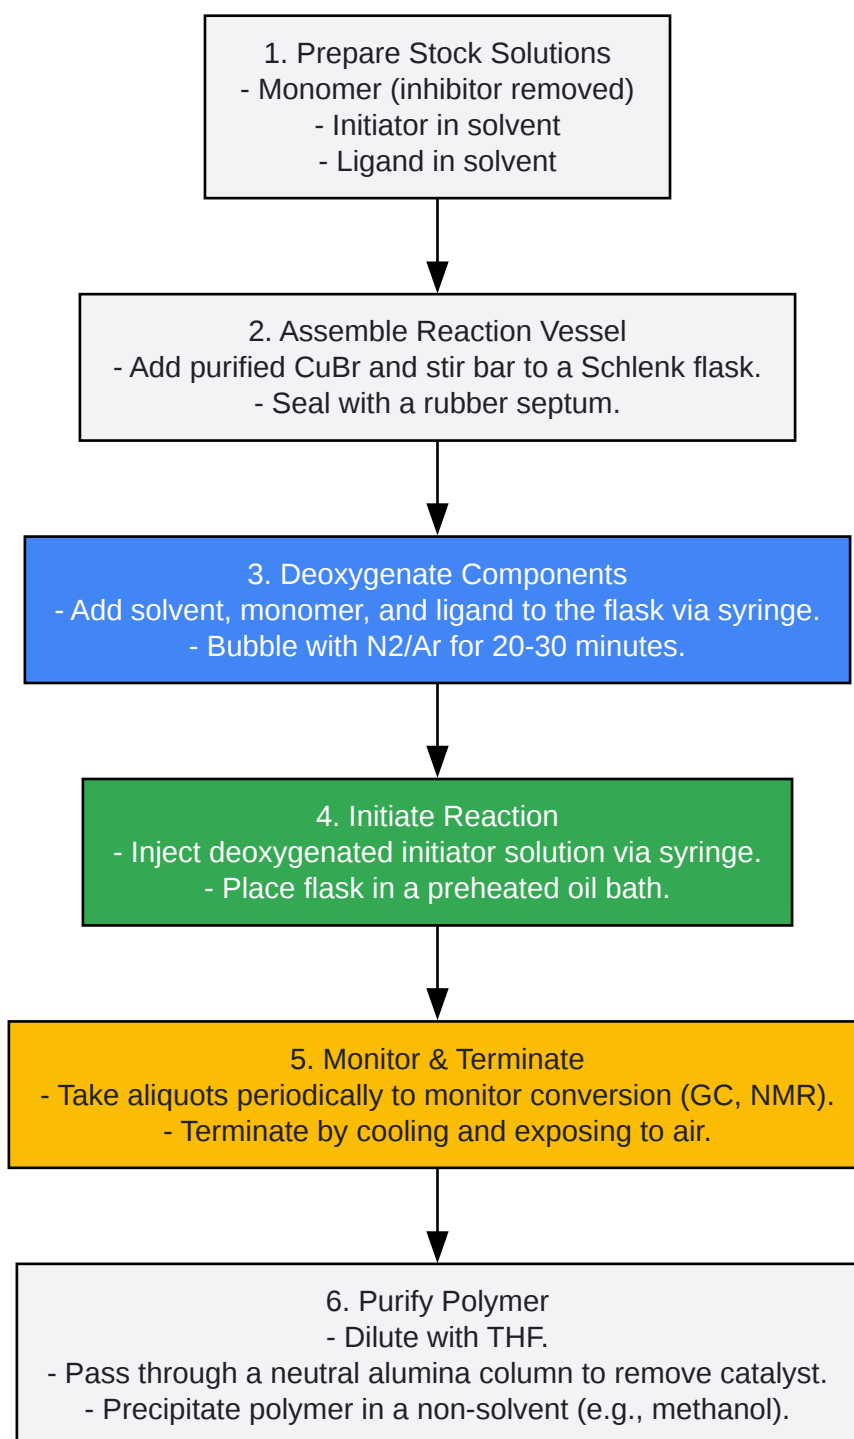 1. Prepare Stock Solutions
- Monomer (inhibitor removed)
- Initiator in solvent
- Ligand in solvent
2. Assemble Reaction Vessel
- Add purified CuBr and stir bar to a Schlenk flask.
- Seal with a rubber septum.
3. Deoxygenate Components
- Add solvent, monomer, and ligand to the flask via syringe.
- Bubble with N2/Ar for 20-30 minutes.
4. Initiate Reaction
- Inject deoxygenated initiator solution via syringe.
- Place flask in a preheated oil bath.
5. Monitor & Terminate
- Take aliquots periodically to monitor conversion (GC, NMR).
- Terminate by cooling and exposing to air.
6. Purify Polymer
- Dilute with THF.
- Pass through a neutral alumina column to remove catalyst.
- Precipitate polymer in a non-solvent (e.g., methanol).